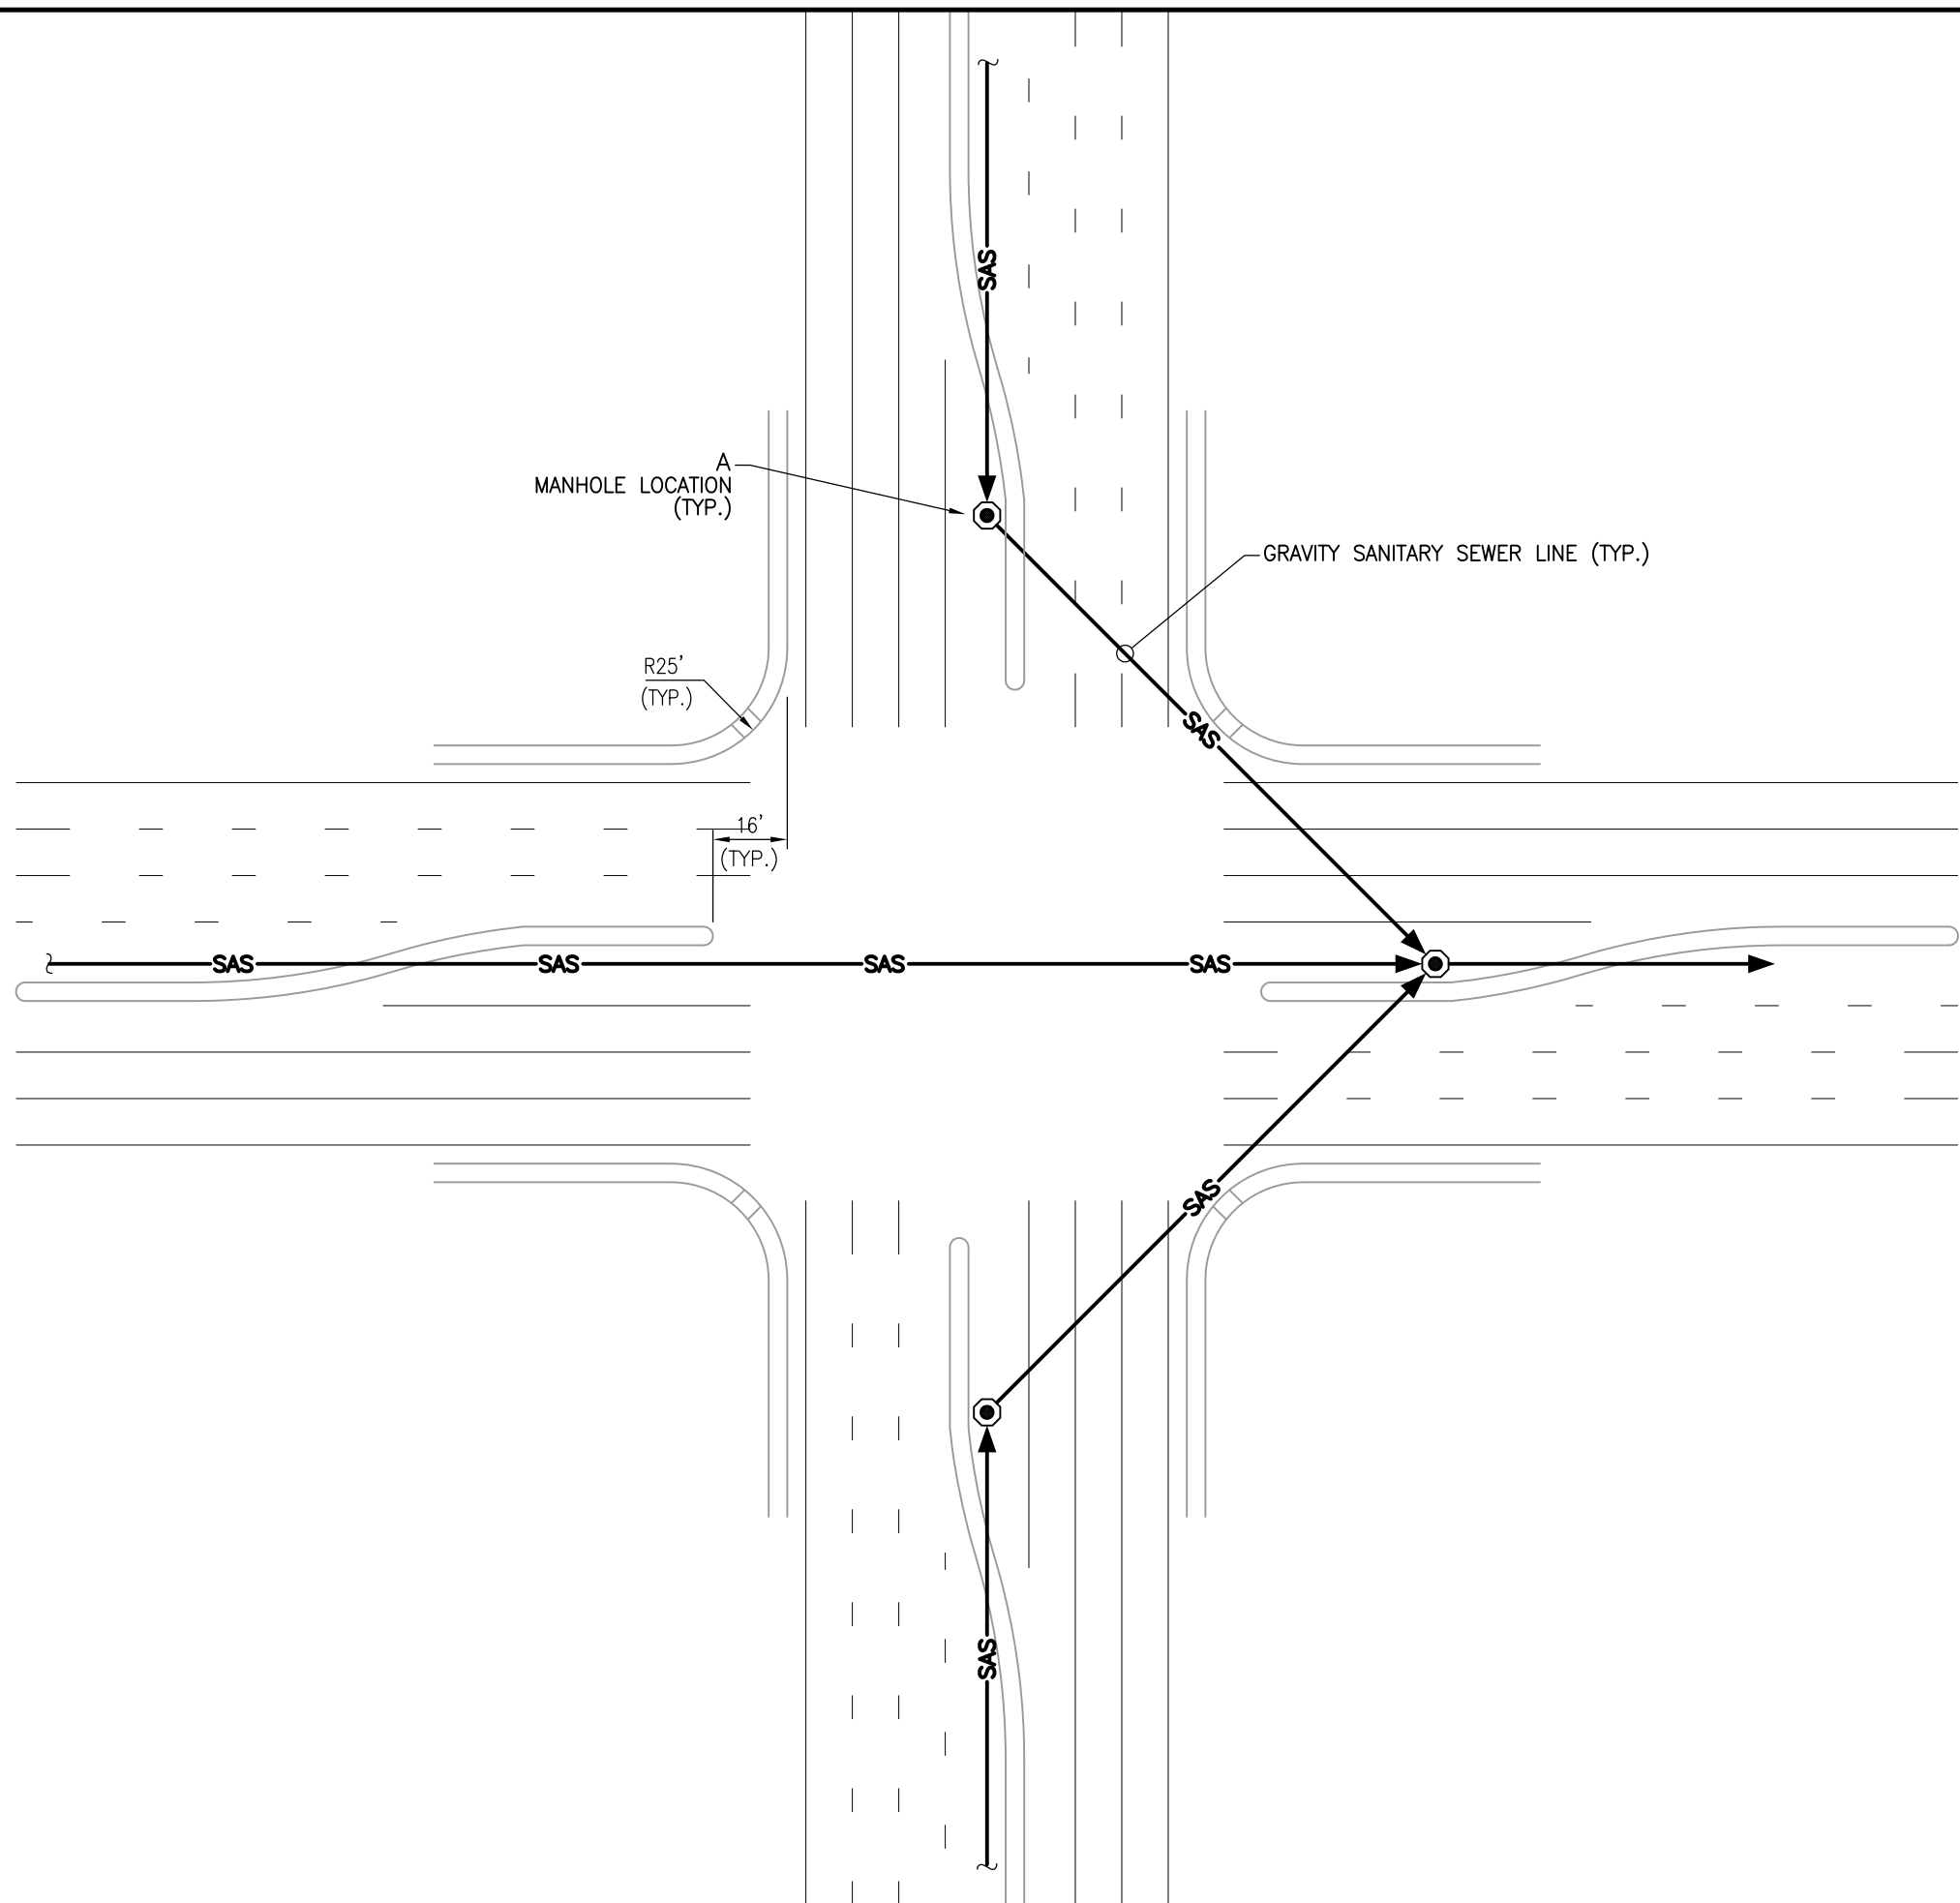 SAS
A
MANHOLE LOCATION
(TYP.)
GRAVITY SANITARY SEWER LINE (TYP.)
R25'
(TYP.)
SAS
16'
(TYP.)
SAS
SAS
SAS
SAS
SAS
SAS